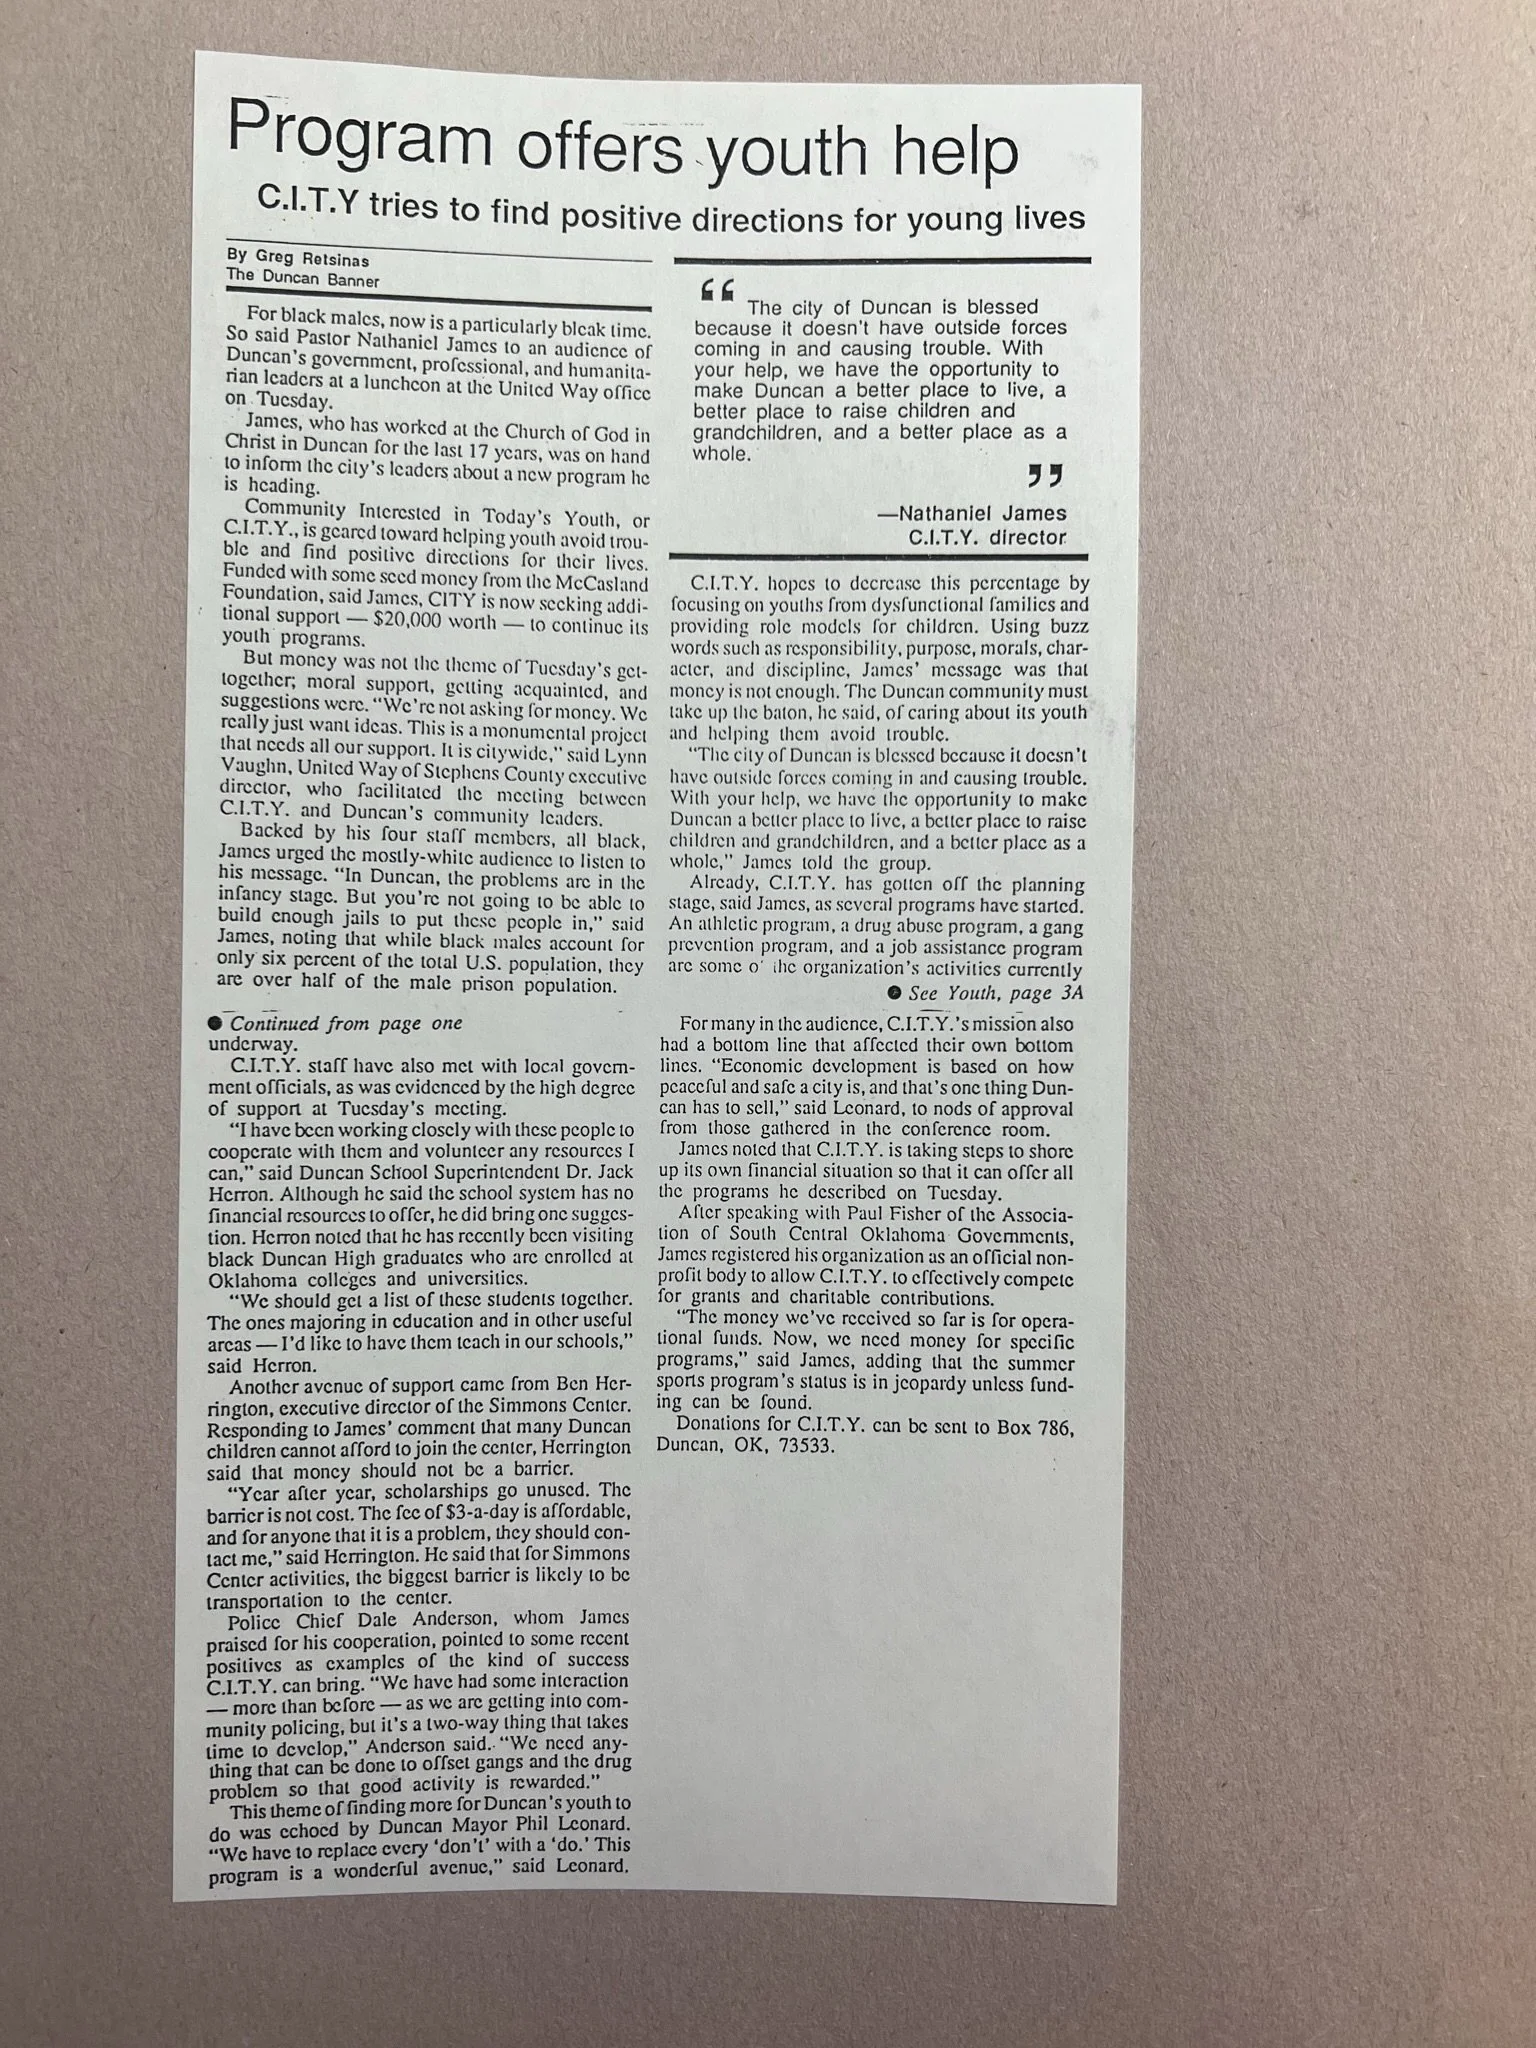 Program offers youth help
C.I.T.Y tries to find positive directions for young lives
By Greg Retsinas
The Duncan Banner
For black males, now is a particularly bleak time.
So said Pastor Nathaniel James to an audience of
Duncan's government, professional, and humanita-
rian leaders at a luncheon at the United Way office
on Tuesday.
James, who has worked at the Church of God in
Christ in Duncan for the last 17 years, was on hand
to inform the city's leaders about a new program he
is heading.
Community Interested in Today's Youth, or
C.I.T.Y., is geared toward helping youth avoid trou-
ble and find positive directions for their lives.
Funded with some seed money from the McCasland
Foundation, said James, CITY is now seeking addi-
tional support — $20,000 worth — to continue its
youth programs.
But money was not the theme of Tuesday's get-
together; moral support, getting acquainted, and
suggestions were. “We're not asking for money. We
really just want ideas. This is a monumental project
that needs all our support. It is citywide,” said Lynn
Vaughn, United Way of Stephens County executive
director, who facilitated the meeting between
C.I.T.Y. and Duncan's community leaders.
Backed by his four staff members, all black,
James urged the mostly-white audience to listen to
his message. “In Duncan, the problems are in the
infancy stage. But you're not going to be able to
build enough jails to put these people in,” said
James, noting that while black males account for
only six percent of the total U.S. population, they
are over half of the male prison population.
“ The city of Duncan is blessed
because it doesn't have outside forces
coming in and causing trouble. With
your help, we have the opportunity to
make Duncan a better place to live, a
better place to raise children and
grandchildren, and a better place as a
whole.
”
—Nathaniel James
C.I.T.Y. director
C.I.T.Y. hopes to decrease this percentage by
focusing on youths from dysfunctional families and
providing role models for children. Using buzz
words such as responsibility, purpose, morals, char-
acter, and discipline, James' message was that
money is not enough. The Duncan community must
take up the baton, he said, of caring about its youth
and helping them avoid trouble.
“The city of Duncan is blessed because it doesn't
have outside forces coming in and causing trouble.
With your help, we have the opportunity to make
Duncan a better place to live, a better place to raise
children and grandchildren, and a better place as a
whole,” James told the group.
Already, C.I.T.Y. has gotten off the planning
stage, said James, as several programs have started.
An athletic program, a drug abuse program, a gang
prevention program, and a job assistance program
are some o' the organization's activities currently
● See Youth, page 3A
● Continued from page one
underway.
C.I.T.Y. staff have also met with local govern-
ment officials, as was evidenced by the high degree
of support at Tuesday's meeting.
“I have been working closely with these people to
cooperate with them and volunteer any resources I
can,” said Duncan School Superintendent Dr. Jack
Herron. Although he said the school system has no
financial resources to offer, he did bring one sugges-
tion. Herron noted that he has recently been visiting
black Duncan High graduates who are enrolled at
Oklahoma colleges and universities.
“We should get a list of these students together.
The ones majoring in education and in other useful
areas — I'd like to have them teach in our schools,”
said Herron.
Another avenue of support came from Ben Her-
rington, executive director of the Simmons Center.
Responding to James' comment that many Duncan
children cannot afford to join the center, Herrington
said that money should not be a barrier.
“Year after year, scholarships go unused. The
barrier is not cost. The fee of $3-a-day is affordable,
and for anyone that it is a problem, they should con-
tact me,” said Herrington. He said that for Simmons
Center activities, the biggest barrier is likely to be
transportation to the center.
Police Chief Dale Anderson, whom James
praised for his cooperation, pointed to some recent
positives as examples of the kind of success
C.I.T.Y. can bring. “We have had some interaction
— more than before — as we are getting into com-
munity policing, but it's a two-way thing that takes
time to develop,” Anderson said. “We need any-
thing that can be done to offset gangs and the drug
problem so that good activity is rewarded.”
This theme of finding more for Duncan's youth to
do was echoed by Duncan Mayor Phil Leonard.
“We have to replace every ‘don't’ with a ‘do.’ This
program is a wonderful avenue,” said Leonard.
For many in the audience, C.I.T.Y.'s mission also
had a bottom line that affected their own bottom
lines. “Economic development is based on how
peaceful and safe a city is, and that's one thing Dun-
can has to sell,” said Leonard, to nods of approval
from those gathered in the conference room.
James noted that C.I.T.Y. is taking steps to shore
up its own financial situation so that it can offer all
the programs he described on Tuesday.
After speaking with Paul Fisher of the Associa-
tion of South Central Oklahoma Governments,
James registered his organization as an official non-
profit body to allow C.I.T.Y. to effectively compete
for grants and charitable contributions.
“The money we've received so far is for opera-
tional funds. Now, we need money for specific
programs,” said James, adding that the summer
sports program's status is in jeopardy unless fund-
ing can be found.
Donations for C.I.T.Y. can be sent to Box 786,
Duncan, OK, 73533.